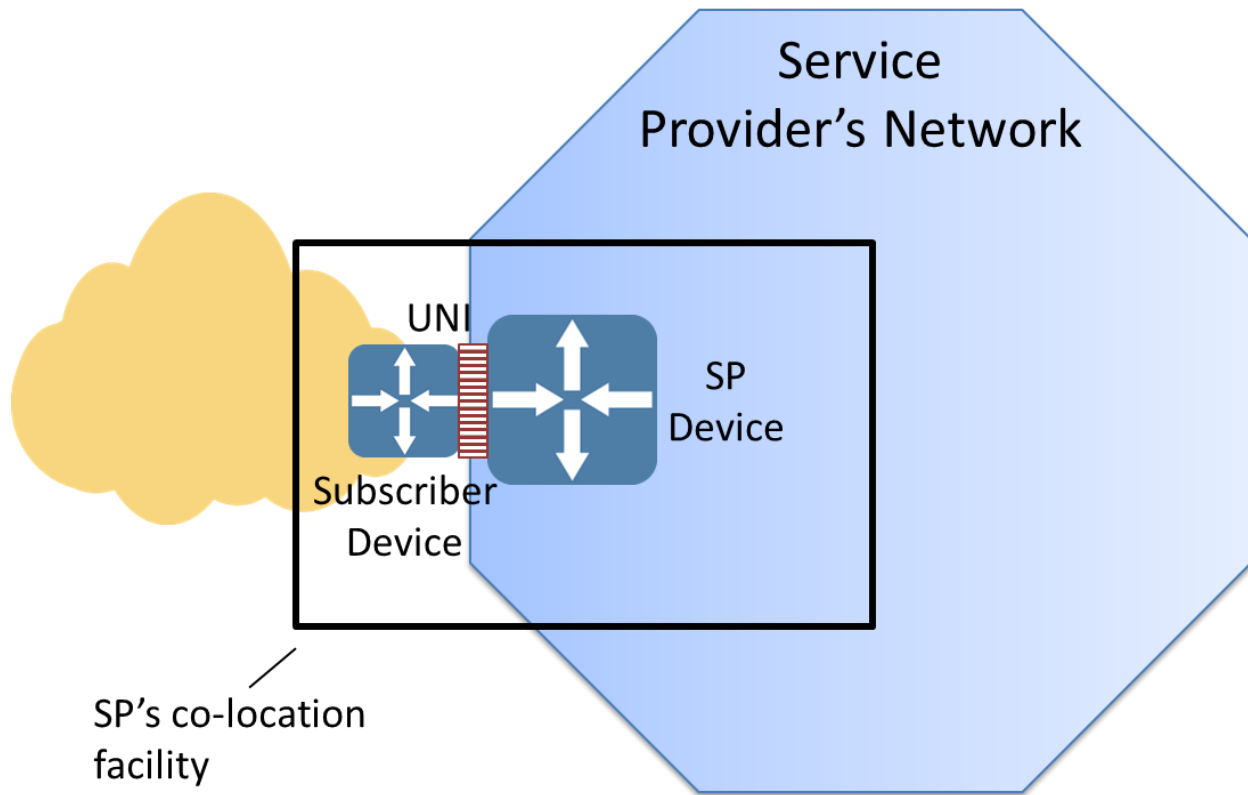 Service
Provider’s Network
UNI
SP
Device
Subscriber
Device
SP’s co-location
facility